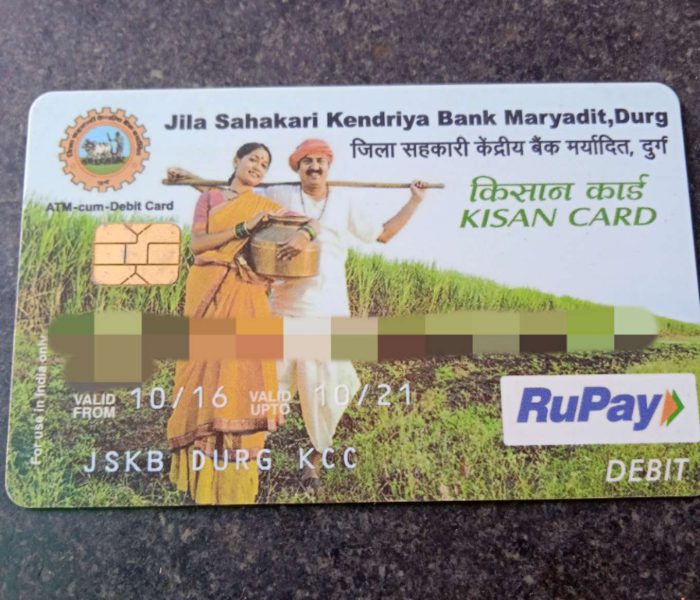 Jila Sahakari Kendriya Bank Maryadit,Durg
जिला सहकारी केंद्रीय बैंक मर्यादित, दुर्ग
ATM-cum-Debit Card
किसान कार्ड
KISAN CARD
For use in India only
VALID FROM 10/16 VALID UPTO 10/21
RuPay
JSKB DURG KCC
DEBIT